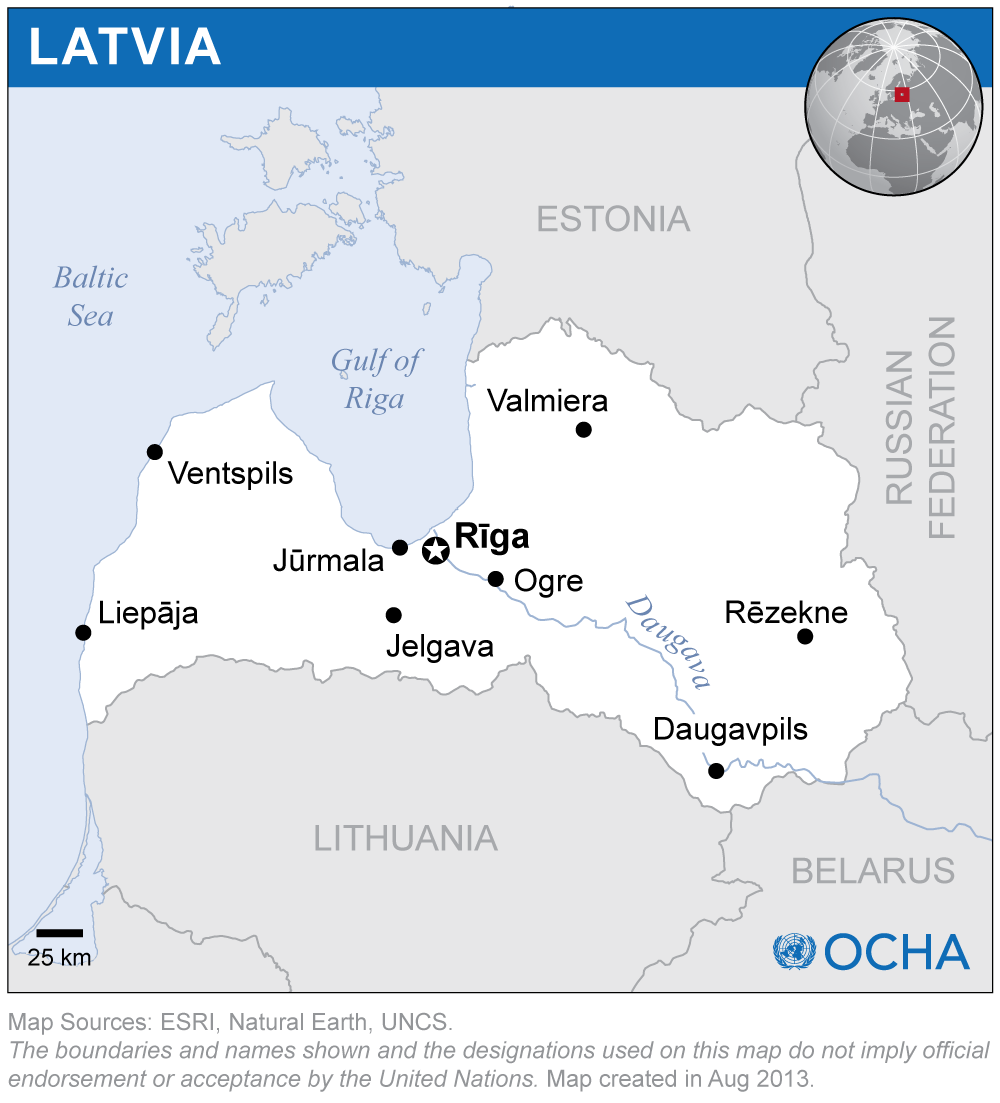 LATVIA
ESTONIA
Baltic
Sea
Gulf of
Riga
RUSSIAN
FEDERATION
Valmiera
Ventspils
Rīga
Jūrmala
Ogre
Liepāja
Daugava
Rēzekne
Jelgava
Daugavpils
LITHUANIA
BELARUS
25 km
OCHA
Map Sources: ESRI, Natural Earth, UNCS.
The boundaries and names shown and the designations used on this map do not imply official
endorsement or acceptance by the United Nations. Map created in Aug 2013.